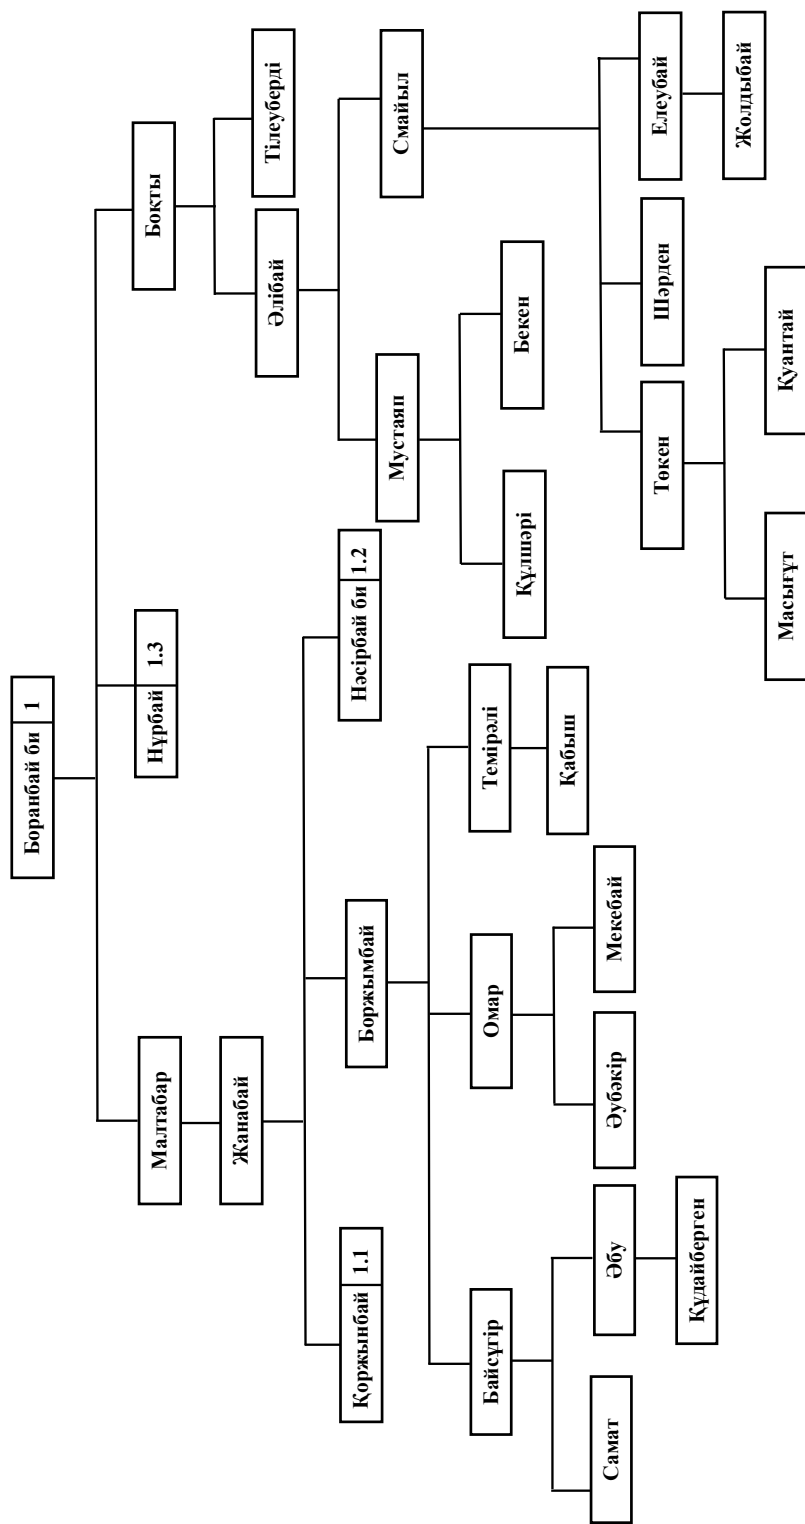 Боранбай би 1
Малтабар
Нұрбай 1.3
Боқты
Жанабай
Әлібай
Тілеуберді
Қоржынбай 1.1
Боржымбай
Нәсірбай би 1.2
Мустаяп
Смайыл
Байсүгір
Омар
Темірәлі
Құлшәрі
Бекен
Самат
Әбу
Әубәкір
Мекебай
Қабыш
Төкен
Шәрден
Елеубай
Құдайберген
Масығұт
Қуантай
Жолдыбай